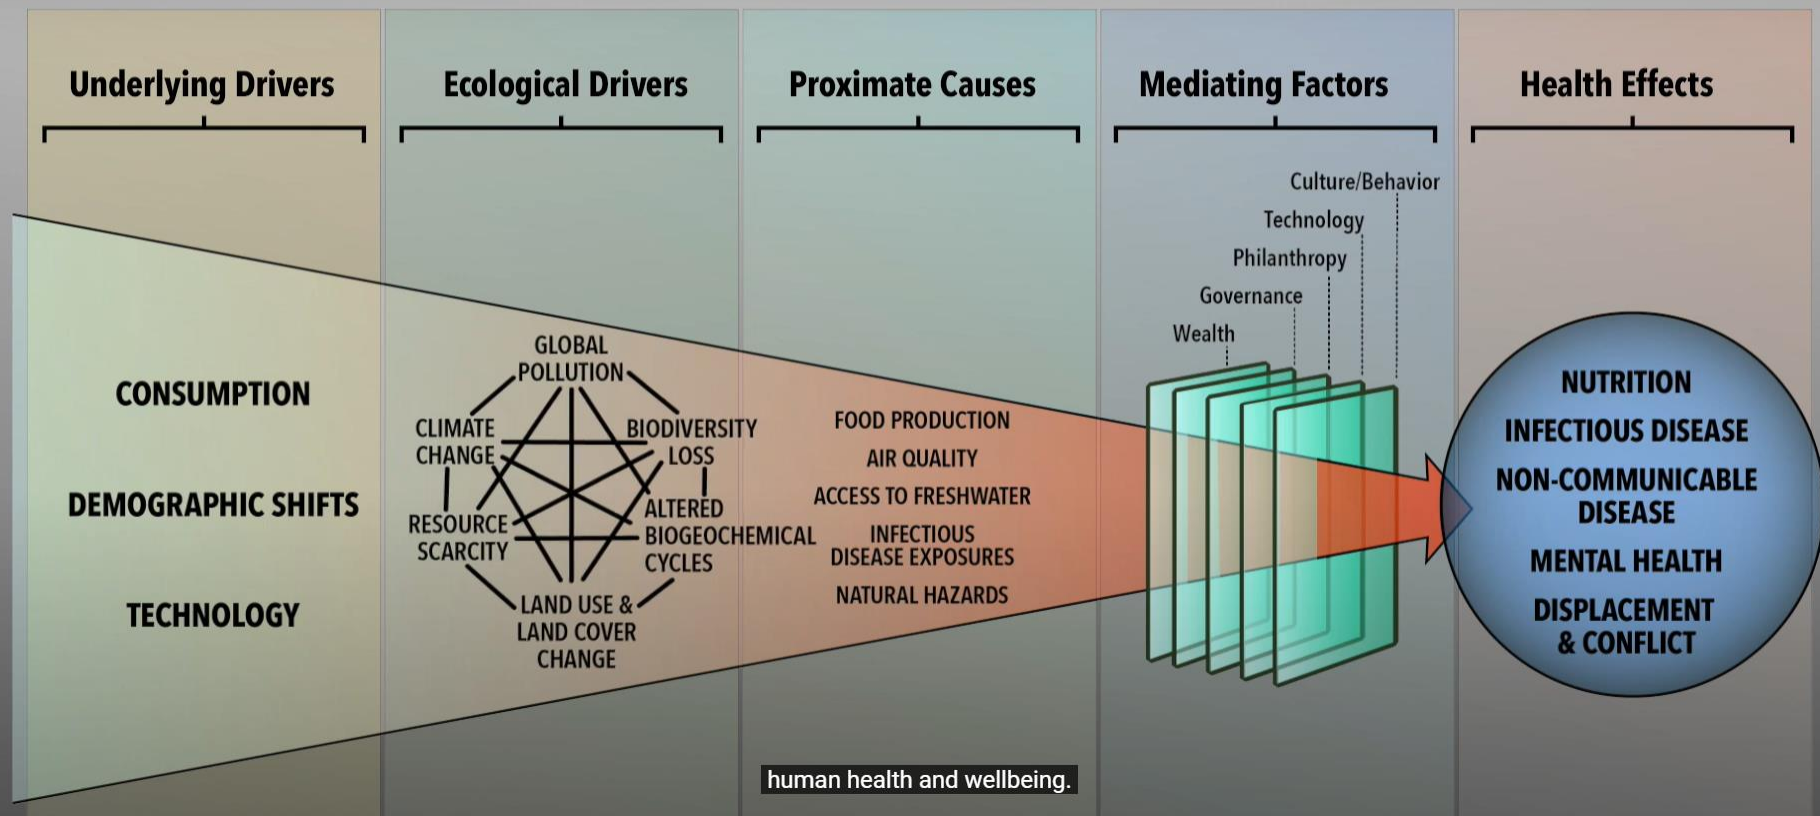 Underlying Drivers
Ecological Drivers
Proximate Causes
Mediating Factors
Health Effects
CONSUMPTION
DEMOGRAPHIC SHIFTS
TECHNOLOGY
GLOBAL
POLLUTION
CLIMATE
CHANGE
BIODIVERSITY
LOSS
RESOURCE
SCARCITY
ALTERED
BIOGEOCHEMICAL
CYCLES
LAND USE &
LAND COVER
CHANGE
FOOD PRODUCTION
AIR QUALITY
ACCESS TO FRESHWATER
INFECTIOUS
DISEASE EXPOSURES
NATURAL HAZARDS
Culture/Behavior
Technology
Philanthropy
Governance
Wealth
NUTRITION
INFECTIOUS DISEASE
NON-COMMUNICABLE
DISEASE
MENTAL HEALTH
DISPLACEMENT
& CONFLICT
human health and wellbeing.